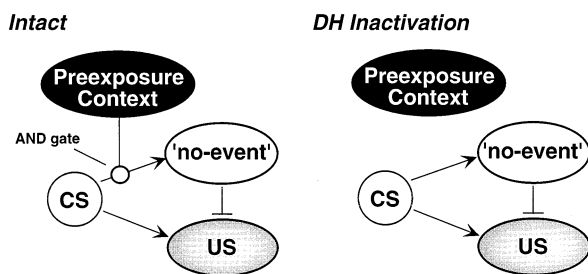 Intact
Preexposure
Context
AND gate
'no-event'
CS
US
DH Inactivation
Preexposure
Context
'no-event'
CS
US